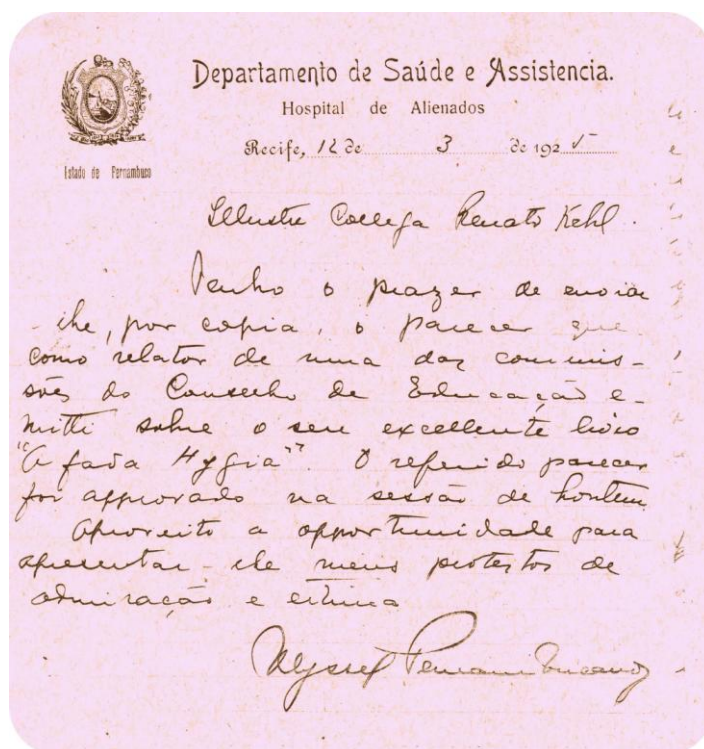 Departamento de Saúde e Assistencia.
Hospital de Alienados
Recife, 12 de 3 de 1925
Estado de Pernambuco
Illustre Collega Renato Kehl.
Tenho o prazer de enviar
-lhe, por copia, o parecer que
como relator de uma das commis-
sões do Conselho de Educação e-
mitti sobre o seu excellente livro
"A fada Hygia". O referido parecer
foi approvado na sessão de hontem
Aproveito a opportunidade para
apresentar-lhe meus protestos de
admiração e estima
Ulysses Pernambucano